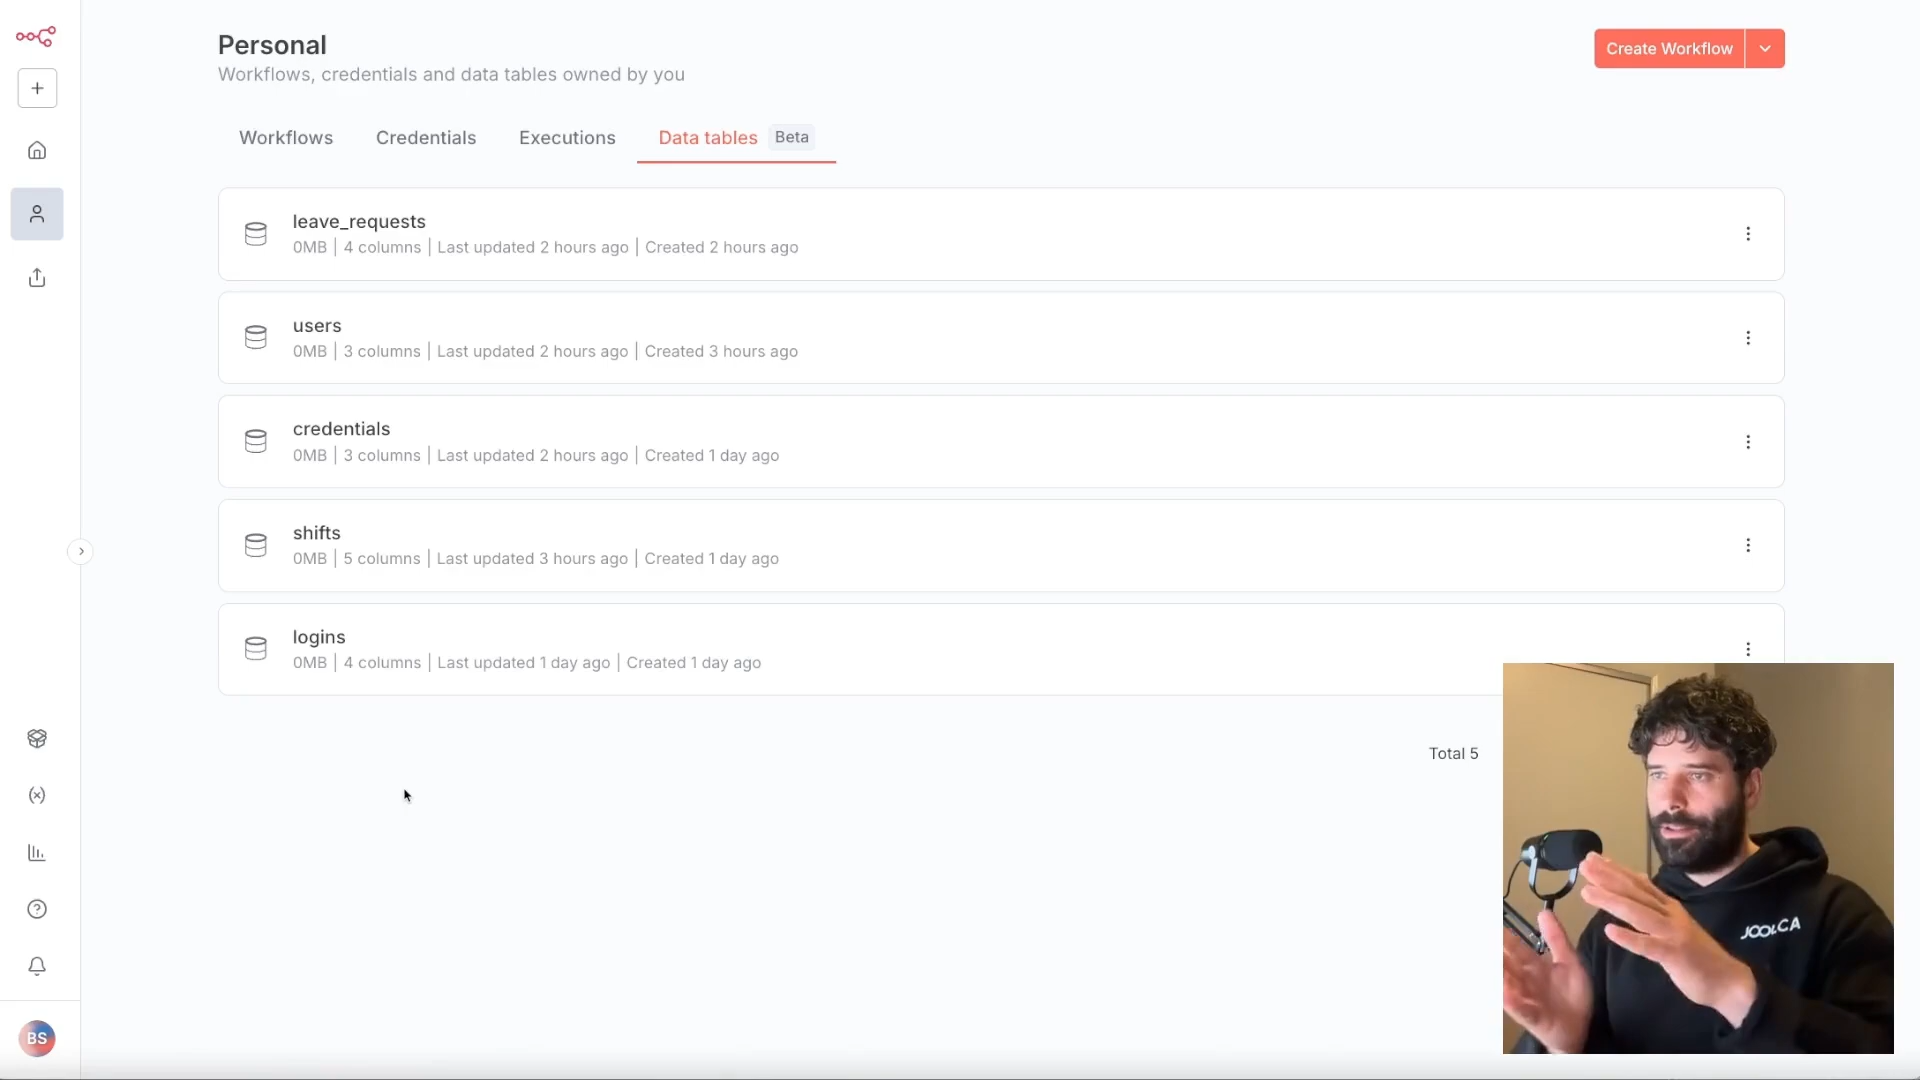 Personal
Workflows, credentials and data tables owned by you
Create Workflow
Workflows
Credentials
Executions
Data tables
Beta
leave_requests
0MB | 4 columns | Last updated 2 hours ago | Created 2 hours ago
users
0MB | 3 columns | Last updated 2 hours ago | Created 3 hours ago
credentials
0MB | 3 columns | Last updated 2 hours ago | Created 1 day ago
shifts
0MB | 5 columns | Last updated 3 hours ago | Created 1 day ago
logins
0MB | 4 columns | Last updated 1 day ago | Created 1 day ago
Total 5
JOOLCA
BS